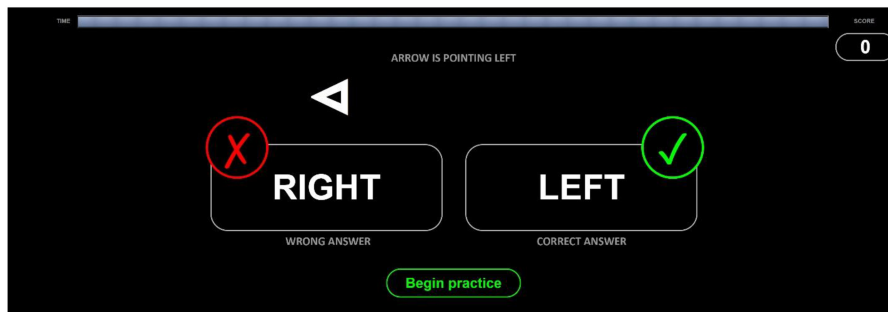 TIME
SCORE
0
ARROW IS POINTING LEFT
RIGHT
LEFT
WRONG ANSWER
CORRECT ANSWER
Begin practice